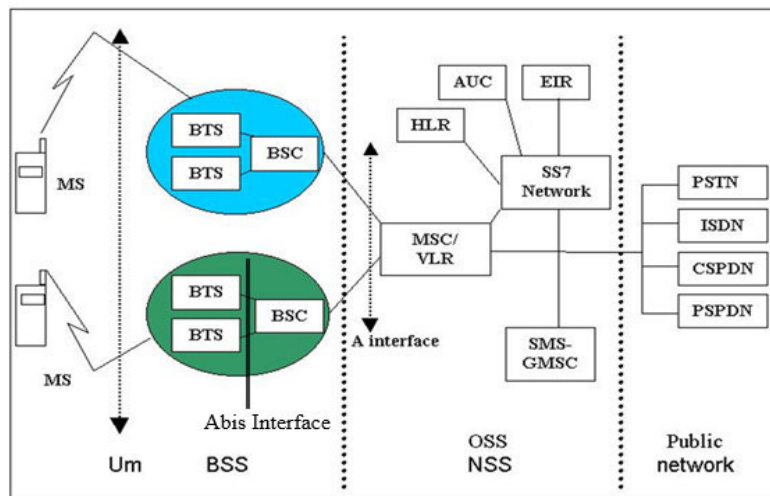 AUC
EIR
HLR
BTS
BTS
BSC
SS7
Network
MS
PSTN
ISDN
CSPDN
PSPDN
MSC/
VLR
BTS
BTS
BSC
A interface
SMS-
GMSC
MS
Abis Interface
Um
BSS
OSS
NSS
Public
network